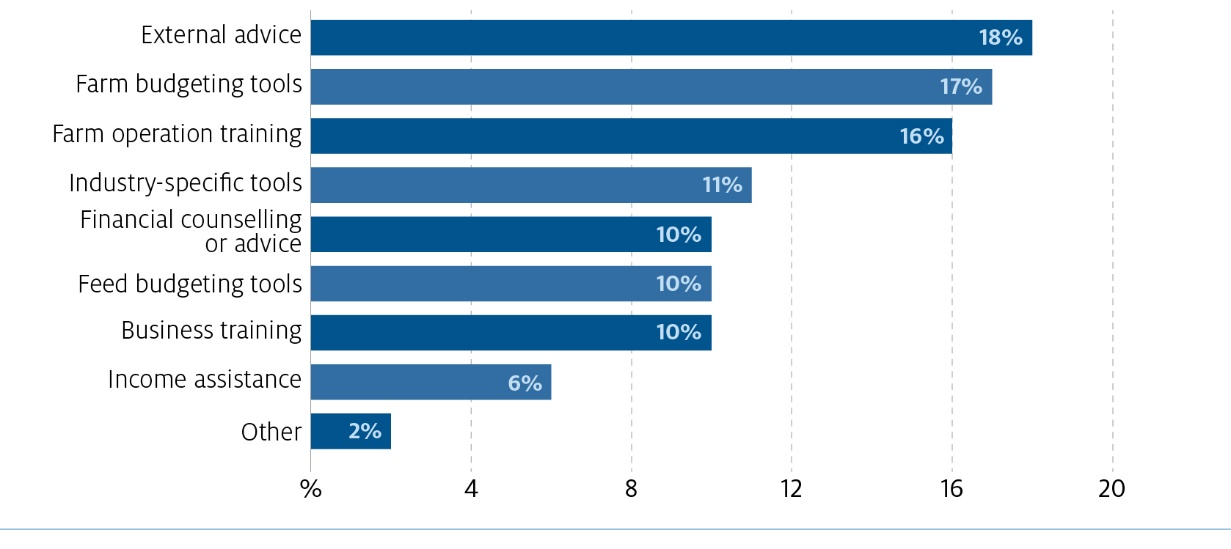 External advice 18%
Farm budgeting tools 17%
Farm operation training 16%
Industry-specific tools 11%
Financial counselling
or advice 10%
Feed budgeting tools 10%
Business training 10%
Income assistance 6%
Other 2%
% 4 8 12 16 20